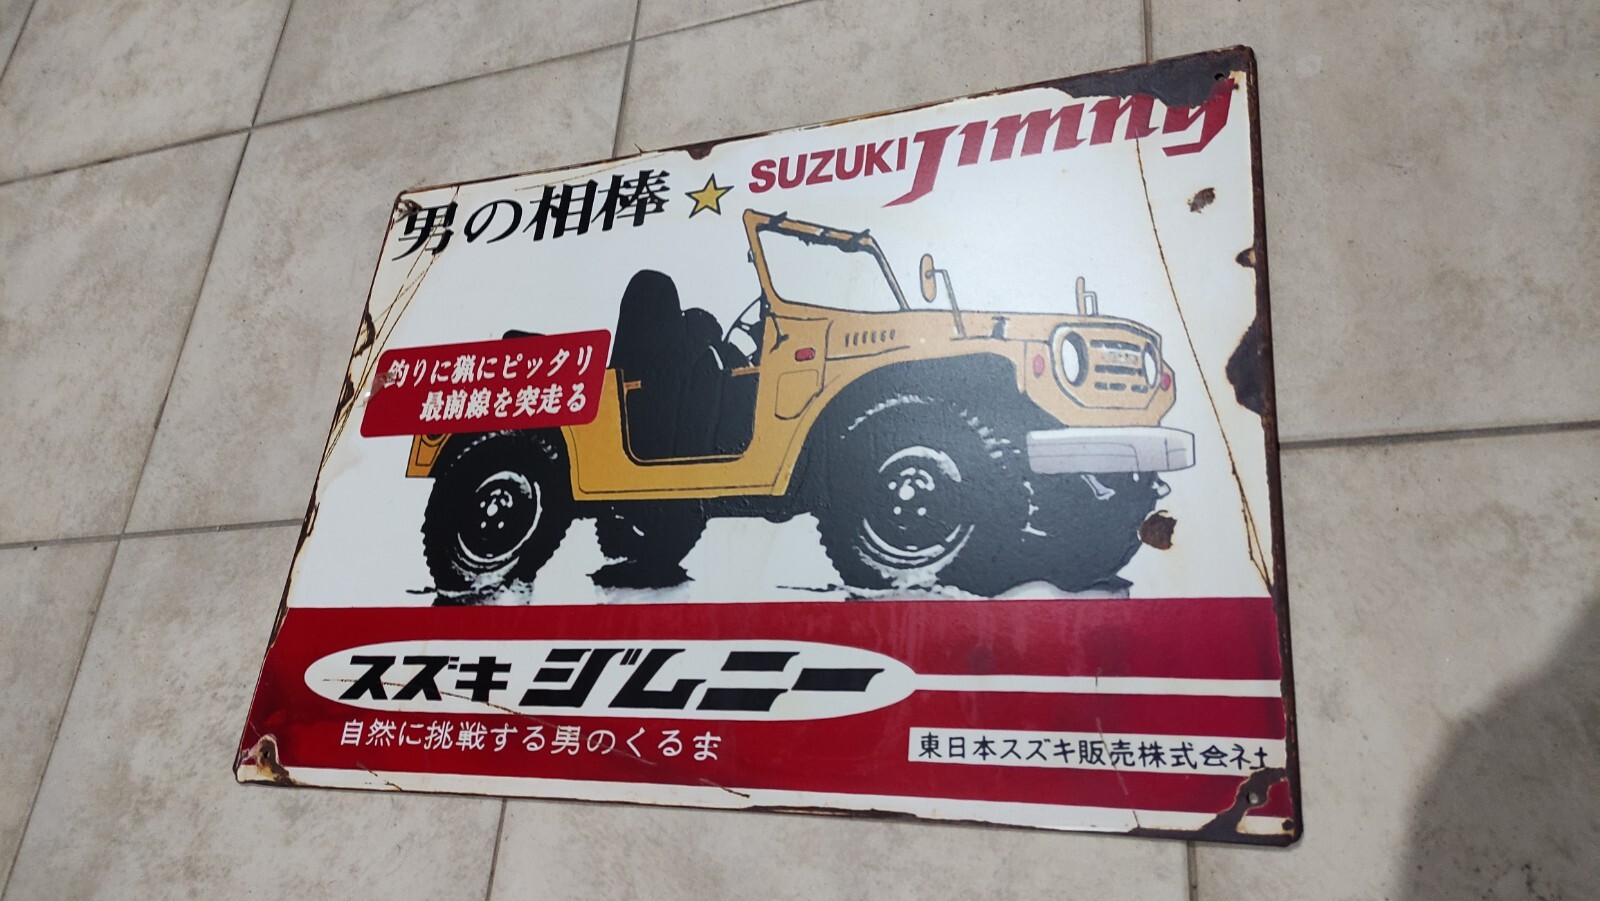 男の相棒★SUZUKI Jimny
釣りに猟にピッタリ
最前線を突走る
スズキ ジムニー
自然に挑戦する男のくるま
東日本スズキ販売株式会社